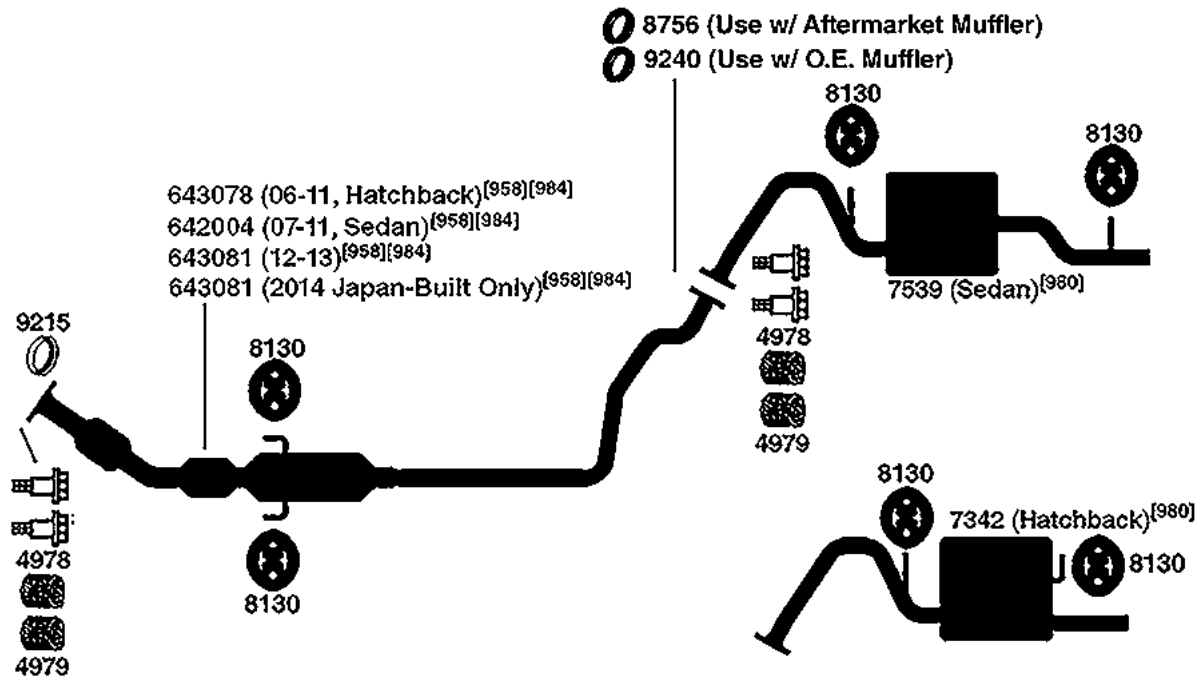 8756 (Use w/ Aftermarket Muffler)
9240 (Use w/ O.E. Muffler)
8130
8130
643078 (06-11, Hatchback)[958][984]
642004 (07-11, Sedan)[958][984]
643081 (12-13)[958][984]
643081 (2014 Japan-Built Only)[958][984]
7539 (Sedan)[980]
9215
8130
4978
4979
8130
7342 (Hatchback)[980]
8130
4978
8130
4979